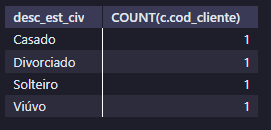 desc_est_civ COUNT(c.cod_cliente)
Casado 1
Divorciado 1
Solteiro 1
Viúvo 1